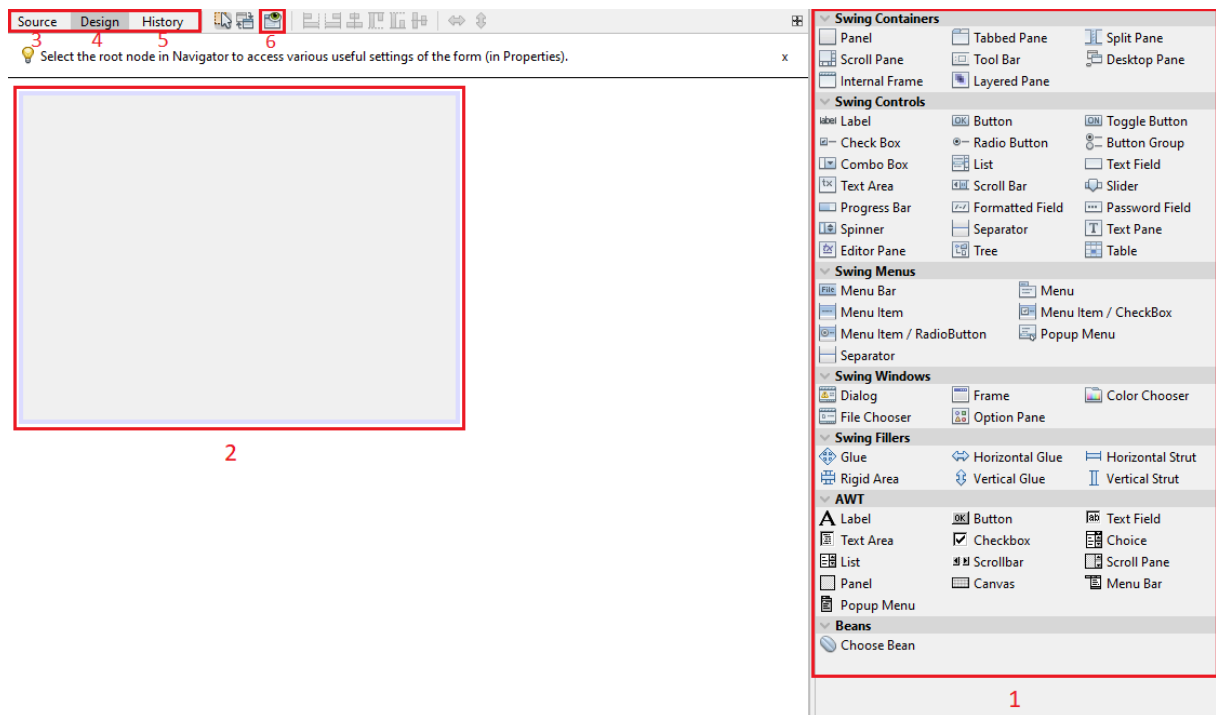 Source Design History
3 4 5 6
Select the root node in Navigator to access various useful settings of the form (in Properties). x
2
Swing Containers
Panel Tabbed Pane Split Pane
Scroll Pane Tool Bar Desktop Pane
Internal Frame Layered Pane
Swing Controls
label Label OK Button ON Toggle Button
Check Box Radio Button Button Group
Combo Box List Text Field
tx Text Area Scroll Bar Slider
Progress Bar Formatted Field Password Field
Spinner Separator T Text Pane
Editor Pane Tree Table
Swing Menus
File Menu Bar Menu
Menu Item Menu Item / CheckBox
Menu Item / RadioButton Popup Menu
Separator
Swing Windows
Dialog Frame Color Chooser
File Chooser Option Pane
Swing Fillers
Glue Horizontal Glue Horizontal Strut
Rigid Area Vertical Glue Vertical Strut
AWT
A Label OK Button ab Text Field
Text Area Checkbox Choice
List Scrollbar Scroll Pane
Panel Canvas Menu Bar
Popup Menu
Beans
Choose Bean
1